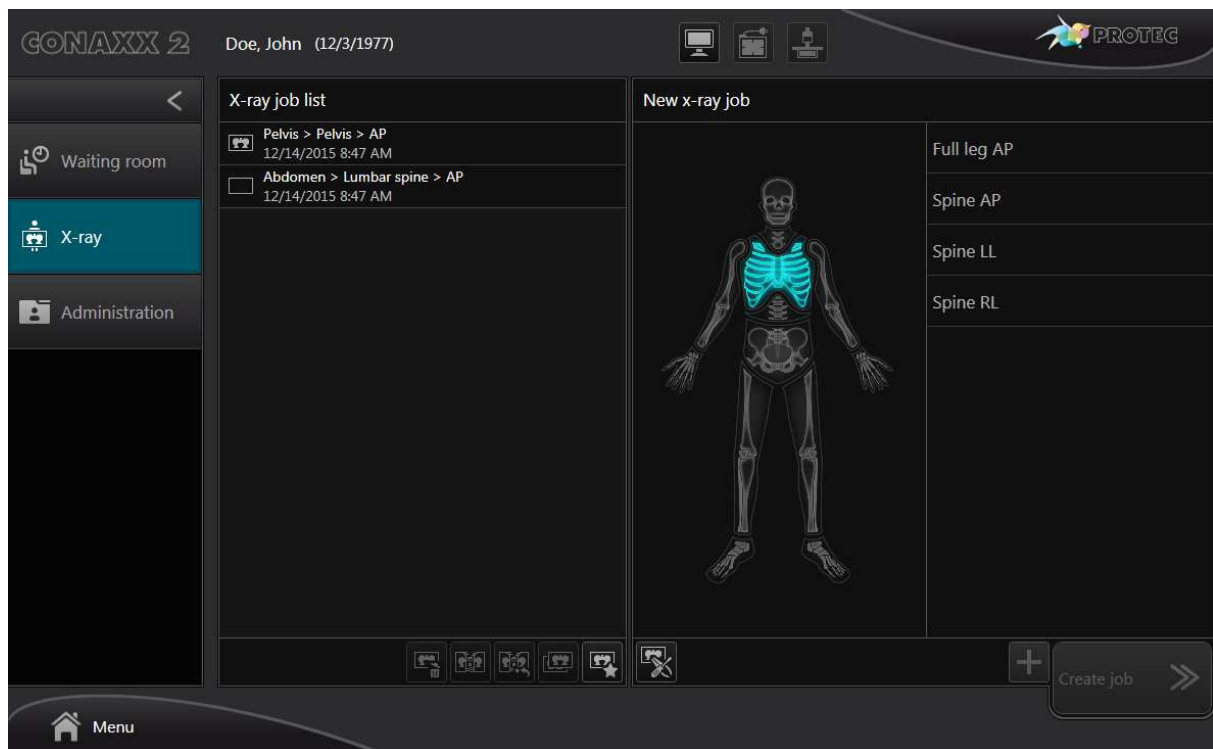 CONAXX 2
Doe, John (12/3/1977)
PROTEC
X-ray job list
New x-ray job
Waiting room
X-ray
Administration
Pelvis > Pelvis > AP
12/14/2015 8:47 AM
Abdomen > Lumbar spine > AP
12/14/2015 8:47 AM
Full leg AP
Spine AP
Spine LL
Spine RL
Create job
Menu